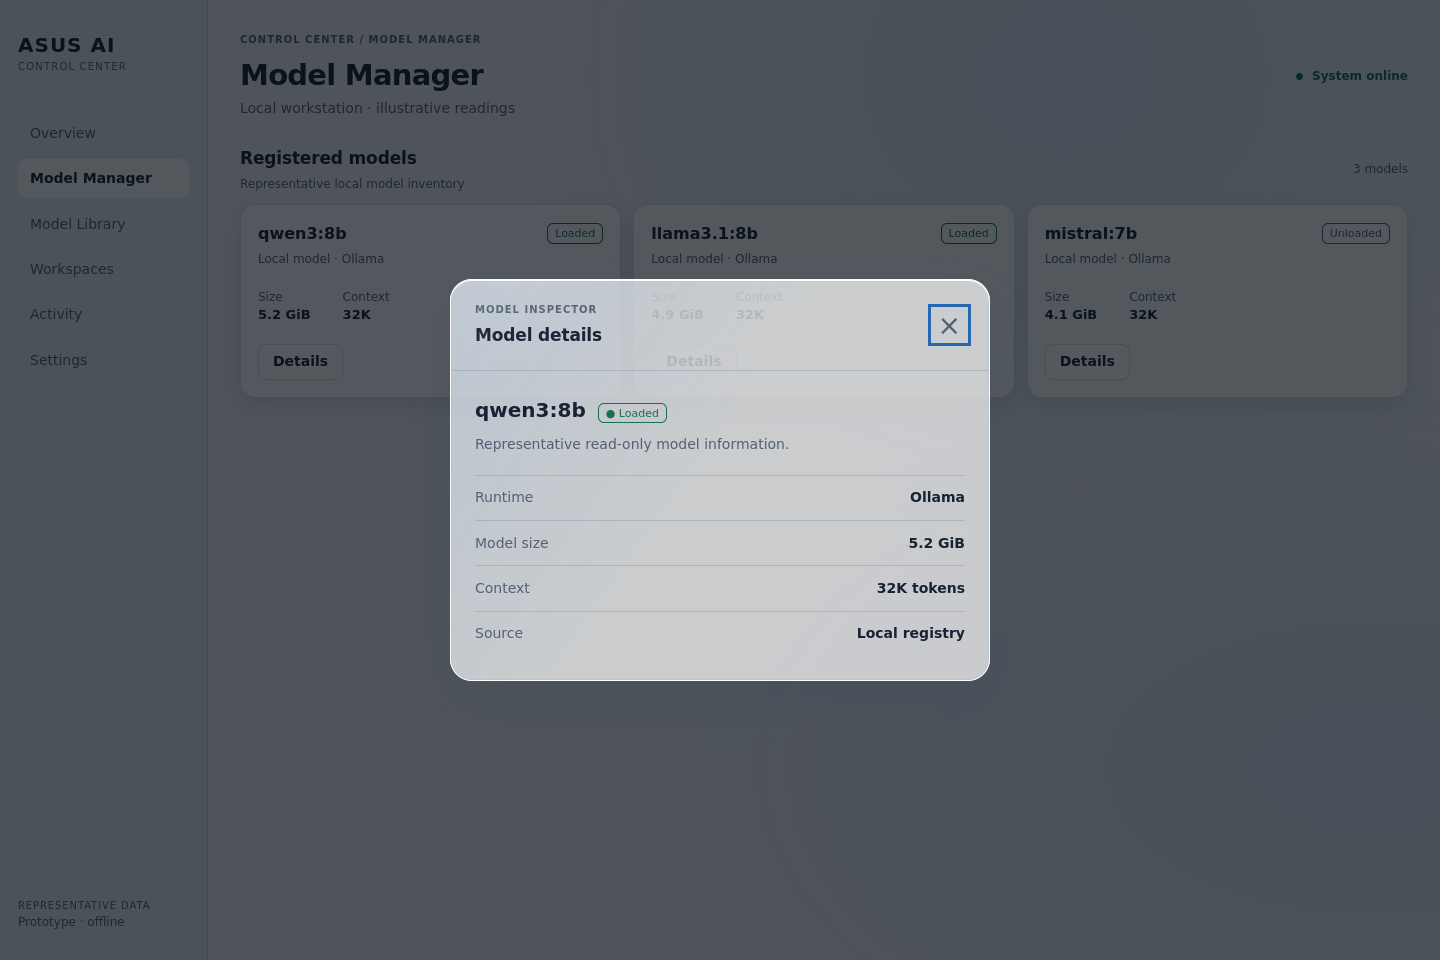 ASUS AI
CONTROL CENTER
Overview
Model Manager
Model Library
Workspaces
Activity
Settings
REPRESENTATIVE DATA
Prototype · offline
CONTROL CENTER / MODEL MANAGER
Model Manager
Local workstation · illustrative readings
● System online
Registered models
Representative local model inventory
3 models
qwen3:8b
Loaded
Local model · Ollama
Size Context
5.2 GiB 32K
Details
llama3.1:8b
Loaded
Local model · Ollama
Size Context
4.9 GiB 32K
Details
mistral:7b
Unloaded
Local model · Ollama
Size Context
4.1 GiB 32K
Details
MODEL INSPECTOR
Model details
×
qwen3:8b ● Loaded
Representative read-only model information.
Runtime Ollama
Model size 5.2 GiB
Context 32K tokens
Source Local registry